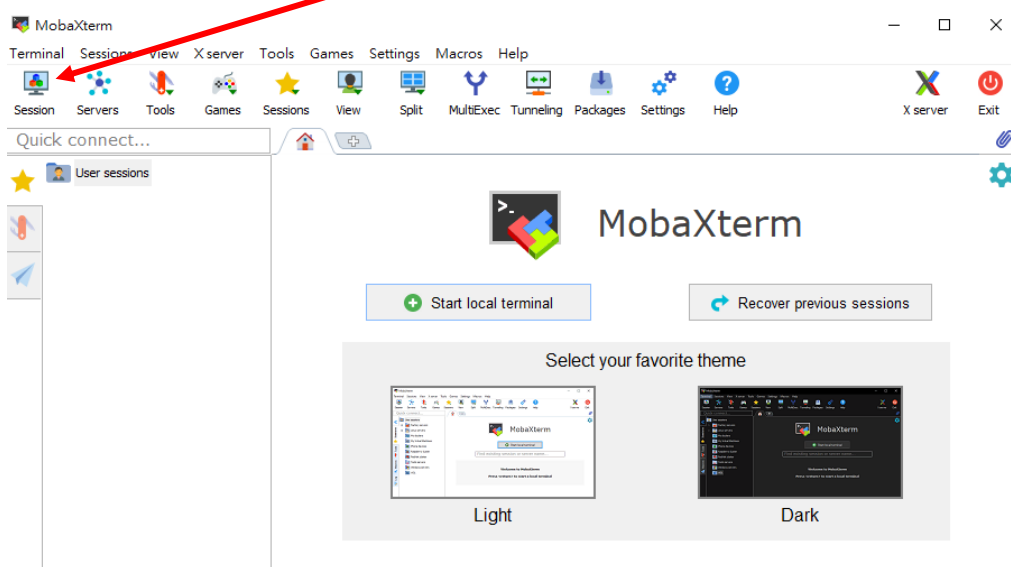 MobaXterm
Terminal Sessions View X server Tools Games Settings Macros Help
Session Servers Tools Games Sessions View Split MultiExec Tunneling Packages Settings Help X server Exit
Quick connect...
User sessions
MobaXterm
Start local terminal Recover previous sessions
Select your favorite theme
MobaXterm MobaXterm
Light Dark